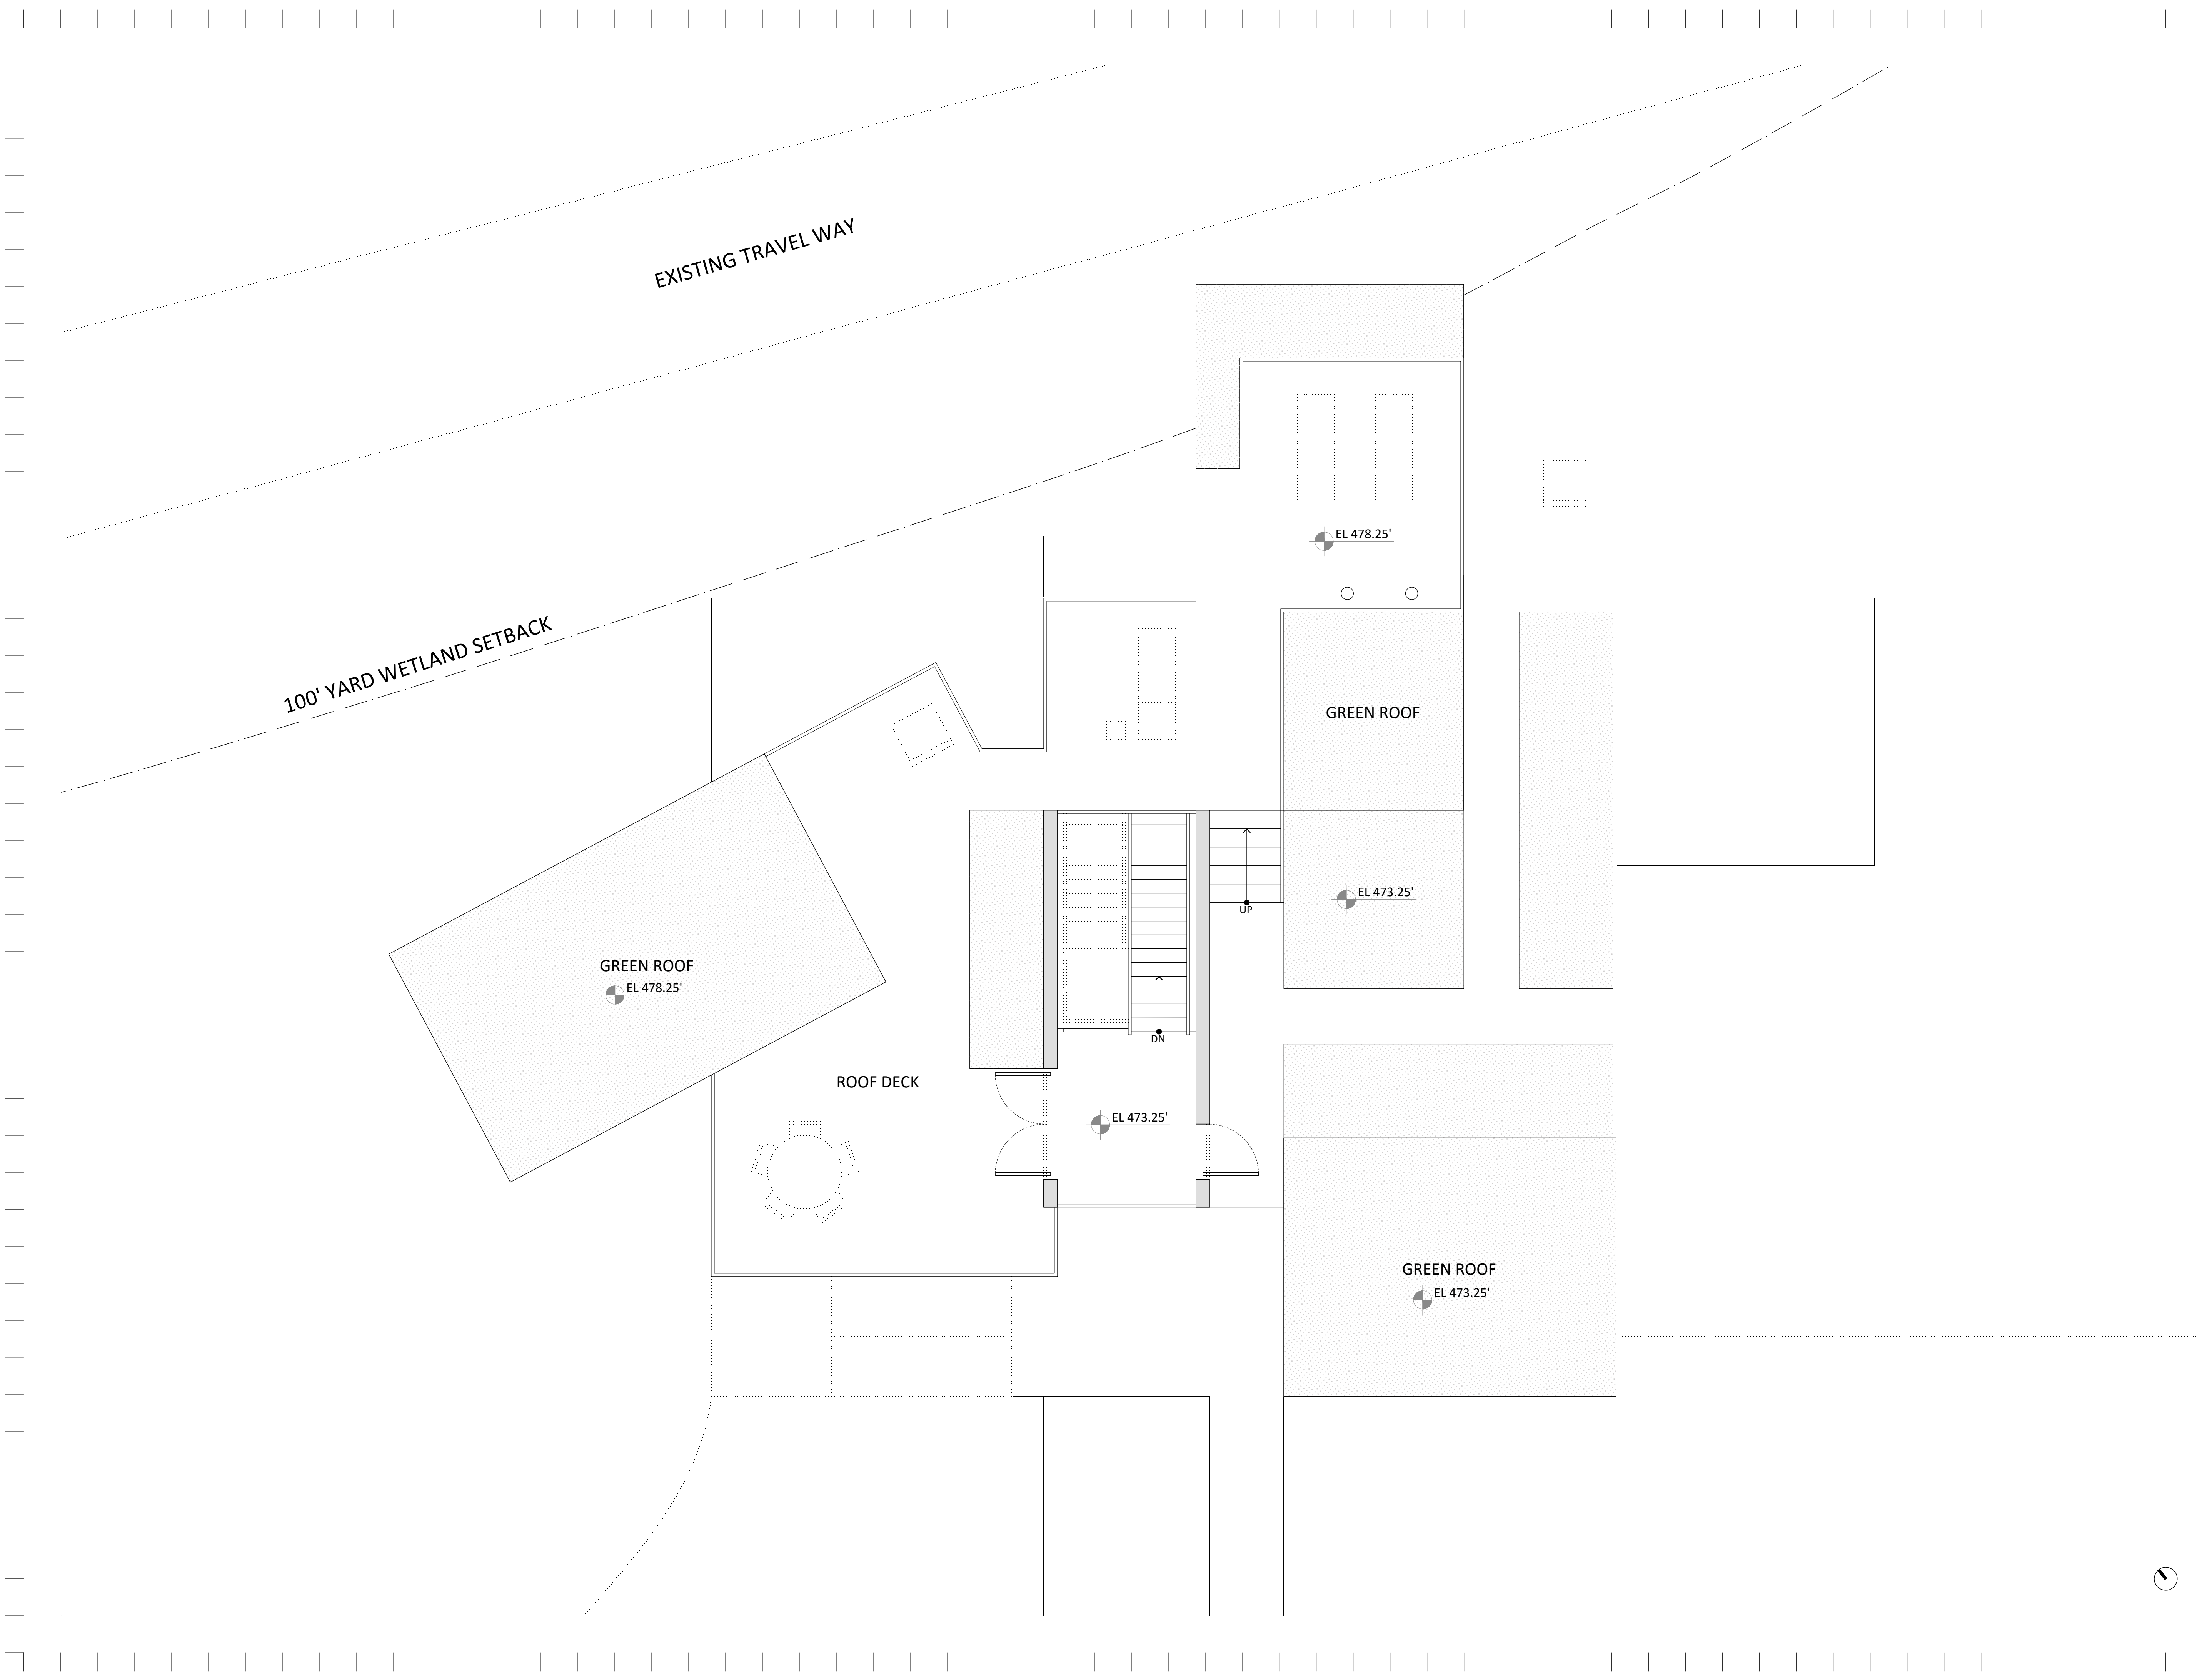 EXISTING TRAVEL WAY
EL 478.25'
100' YARD WETLAND SETBACK
GREEN ROOF
EL 473.25'
UP
GREEN ROOF
EL 478.25'
DN
ROOF DECK
EL 473.25'
GREEN ROOF
EL 473.25'